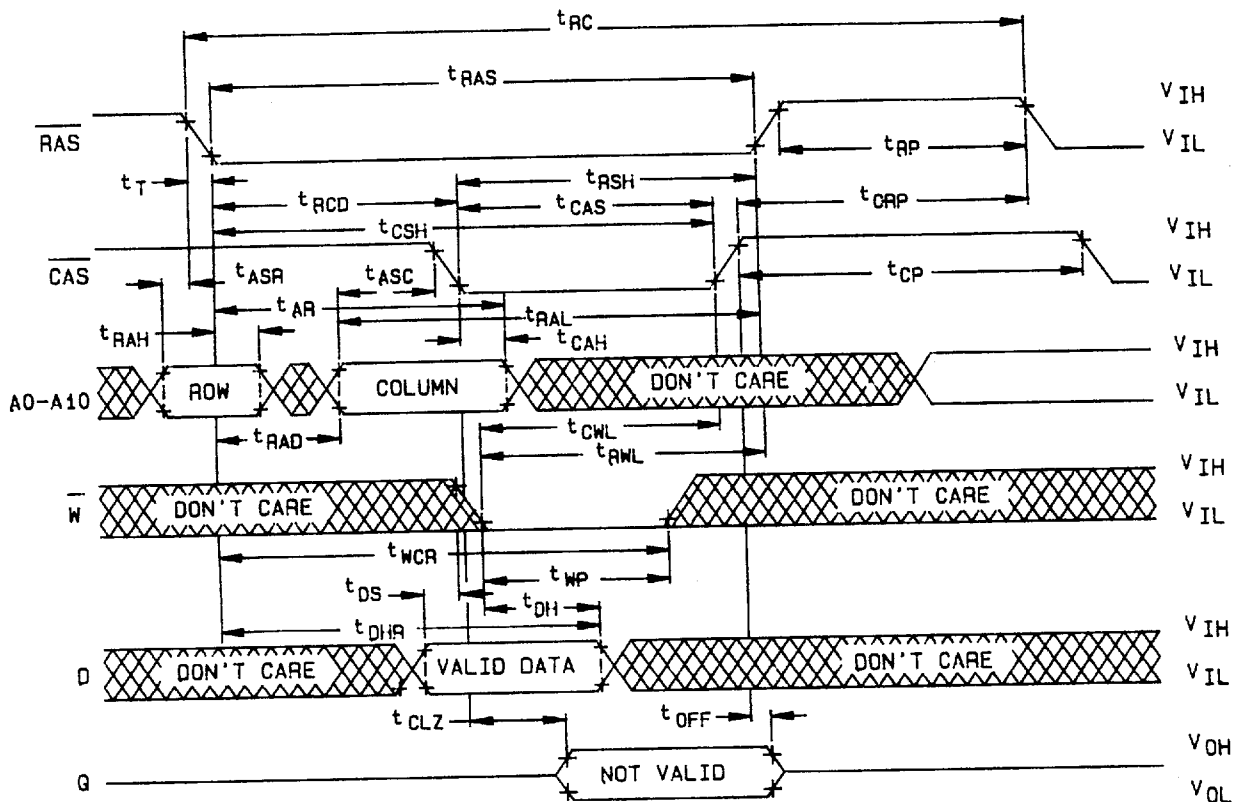 tRC
tRAS
VIH
RAS
VIL
tRP
tT
tRSH
tRCD
tCAS
tCRP
tCSH
VIH
CAS
tASR
tASC
tCP
VIL
tAR
tRAL
tRAH
tCAH
VIH
A0-A10
ROW
COLUMN
DON'T CARE
VIL
tRAD
tCWL
tRWL
VIH
W
DON'T CARE
DON'T CARE
VIL
tWCR
tWP
tDS
tDH
tDHR
VIH
D
DON'T CARE
VALID DATA
DON'T CARE
VIL
tCLZ
tOFF
VOH
Q
NOT VALID
VOL